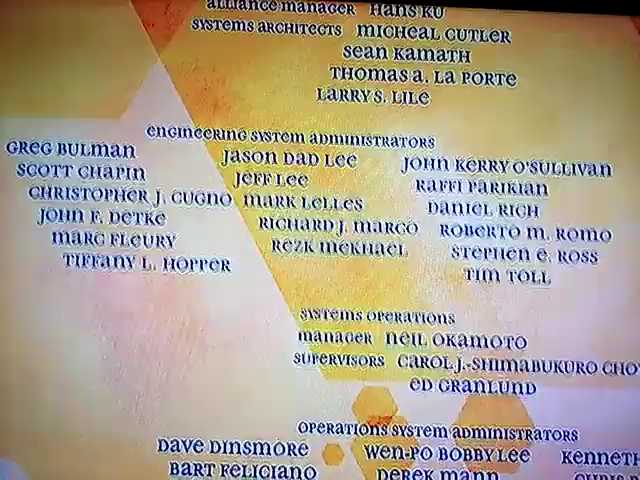 alliance manager Hans Ku
systems architects Micheal Cutler
Sean Kamath
Thomas A. La Porte
Larry S. Lile
engineering system administrators
Greg Bulman
Scott Chapin
Christopher J. Cugno
John F. Detke
Marc Fleury
Tiffany L. Hopper
Jason Dad Lee
Jeff Lee
Mark Lelles
Richard J. Marco
Rezk Mekhael
John Kerry O'Sullivan
Raffi Parikian
Daniel Rich
Roberto M. Romo
Stephen E. Ross
Tim Toll
systems operations
manager Neil Okamoto
supervisors Carol J.-Shimabukuro Cho
Ed Granlund
operations system administrators
Dave Dinsmore
Bart Feliciano
Wen-Po Bobby Lee
Derek Mann
Kenneth
Chris